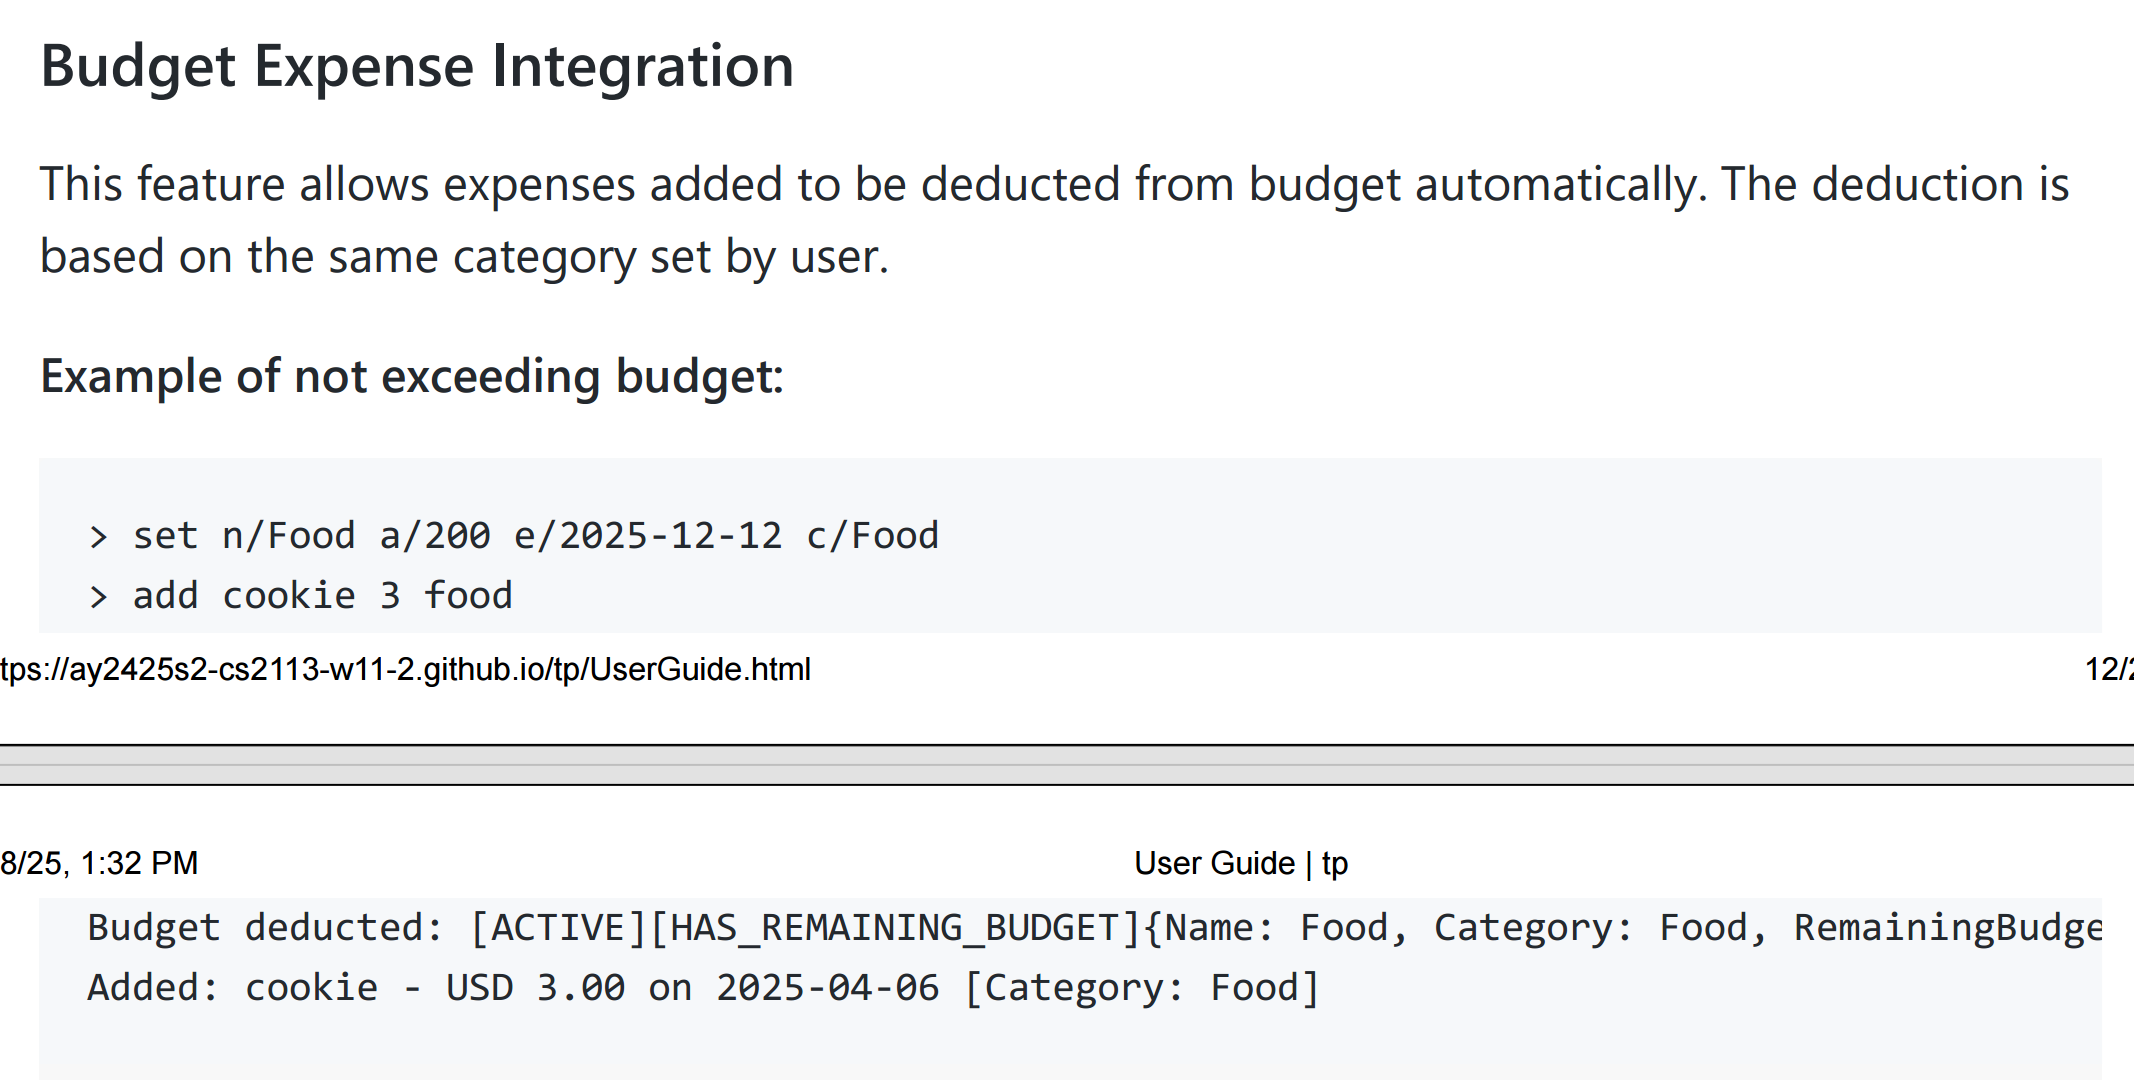 Budget Expense Integration
This feature allows expenses added to be deducted from budget automatically. The deduction is
based on the same category set by user.
Example of not exceeding budget:
> set n/Food a/200 e/2025-12-12 c/Food
> add cookie 3 food
tps://ay2425s2-cs2113-w11-2.github.io/tp/UserGuide.html 12/2
8/25, 1:32 PM User Guide | tp
Budget deducted: [ACTIVE][HAS_REMAINING_BUDGET]{Name: Food, Category: Food, RemainingBudge
Added: cookie - USD 3.00 on 2025-04-06 [Category: Food]